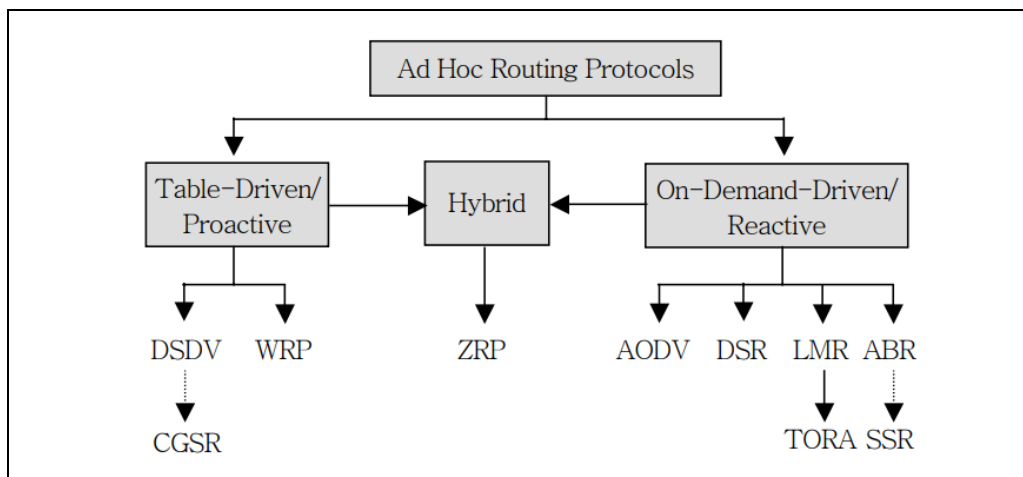 Ad Hoc Routing Protocols
Table-Driven/
Proactive
Hybrid
On-Demand-Driven/
Reactive
DSDV
WRP
ZRP
AODV
DSR
LMR
ABR
CGSR
TORA
SSR